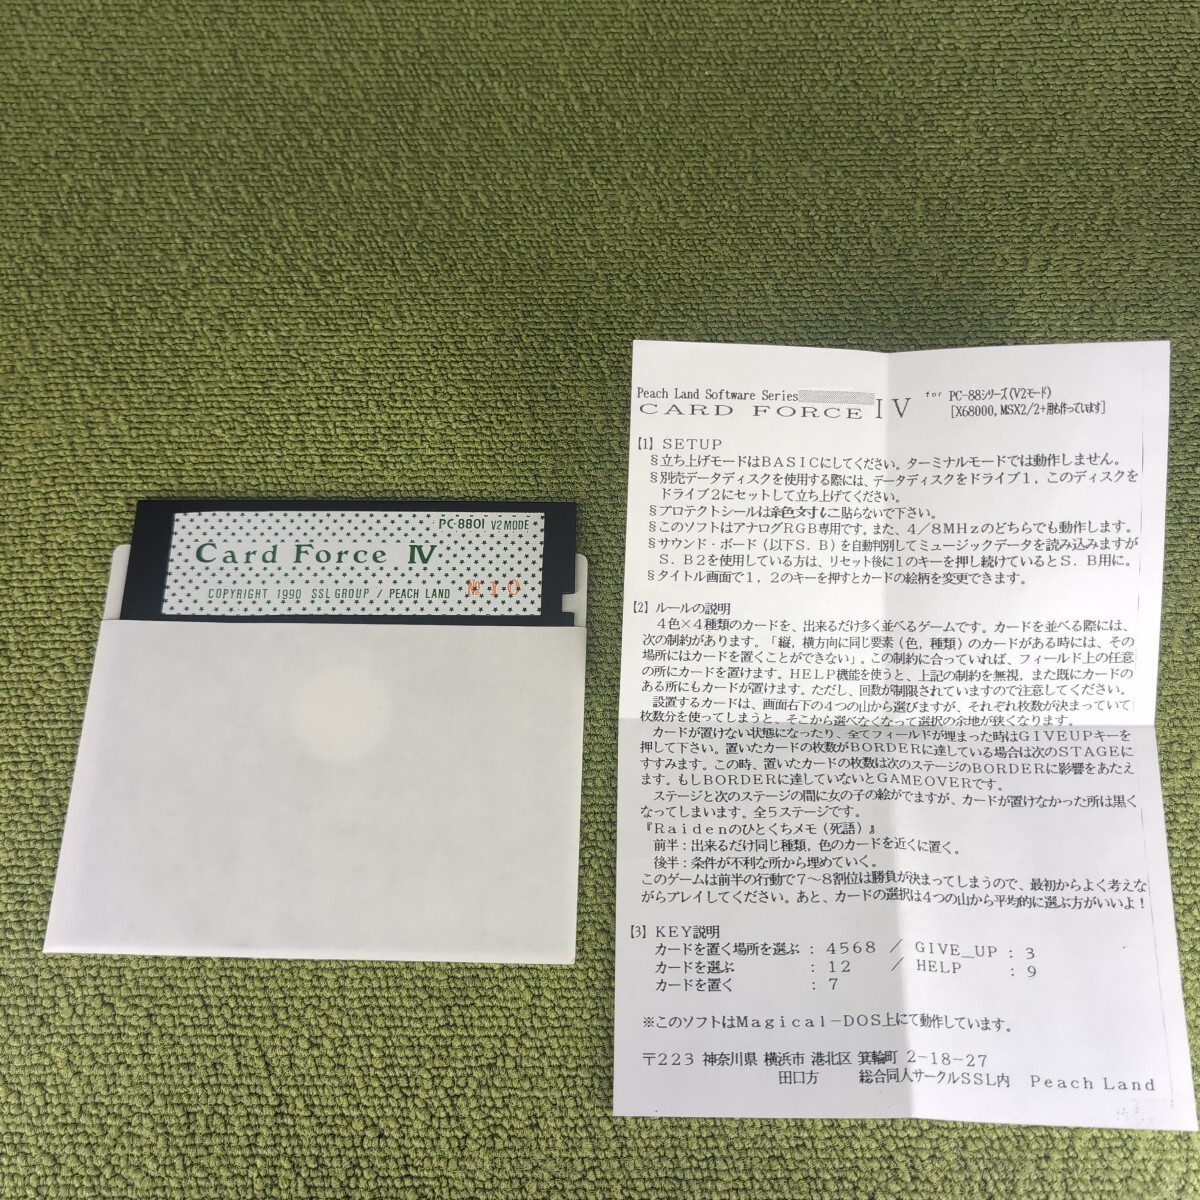 PC-8801 V2 MODE
Card Force Ⅳ
COPYRIGHT 1990 SSL GROUP / PEACH LAND
M10
Peach Land Software Series
CARD FORCE IV for PC-88シリーズ(V2モード)
[X68000,MSX2/2+用も作っています]
【1】SETUP
§立ち上げモードはBASICにしてください。ターミナルモードでは動作しません。
§別売データディスクを使用する際には、データディスクをドライブ1, このディスクを
ドライブ2にセットして立ち上げてください。
§プロテクトシールは余色文すしに貼らないで下さい。
§このソフトはアナログRGB専用です。また、4/8MHzのどちらでも動作します。
§サウンド・ボード(以下S.B)を自動判別してミュージックデータを読み込みますが
S.B2を使用している方は、リセット後に1のキーを押し続けているとS.B用に。
§タイトル画面で1,2のキーを押すとカードの絵柄を変更できます。
【2】ルールの説明
4色×4種類のカードを、出来るだけ多く並べるゲームです。カードを並べる際には、
次の制約があります。「縦,横方向に同じ要素(色,種類)のカードがある時には、その
場所にはカードを置くことができない」。この制約に合っていれば、フィールド上の任意
の所にカードを置けます。HELP機能を使うと、上記の制約を無視,また既にカードの
ある所にもカードが置けます。ただし、回数が制限されていますので注意してください。
設置するカードは、画面右下の4つの山から選びますが、それぞれ枚数が決まっていて
枚数分を使ってしまうと、そこから選べなくなって選択の余地が狭くなります。
カードが置けない状態になったり、全てフィールドが埋まった時はGIVEUPキーを
押して下さい。置いたカードの枚数がBORDERに達している場合は次のSTAGEに
すすみます。この時、置いたカードの枚数は次のステージのBORDERに影響をあたえ
ます。もしBORDERに達していないとGAMEOVERです。
ステージと次のステージの間に女の子の絵がでますが、カードが置けなかった所は黒く
なってしまいます。全5ステージです。
『Raidenのひとくちメモ(死語)』
前半:出来るだけ同じ種類,色のカードを近くに置く。
後半:条件が不利な所から埋めていく。
このゲームは前半の行動で7〜8割位は勝負が決まってしまうので、最初からよく考えな
がらプレイしてください。あと、カードの選択は4つの山から平均的に選ぶ方がいいよ!
【3】KEY説明
カードを置く場所を選ぶ : 4568 / GIVE_UP : 3
カードを選ぶ : 12 / HELP : 9
カードを置く : 7
※このソフトはMagical-DOS上にて動作しています。
〒223 神奈川県 横浜市 港北区 箕輪町 2-18-27
田口方 総合同人サークルSSL内 Peach Land